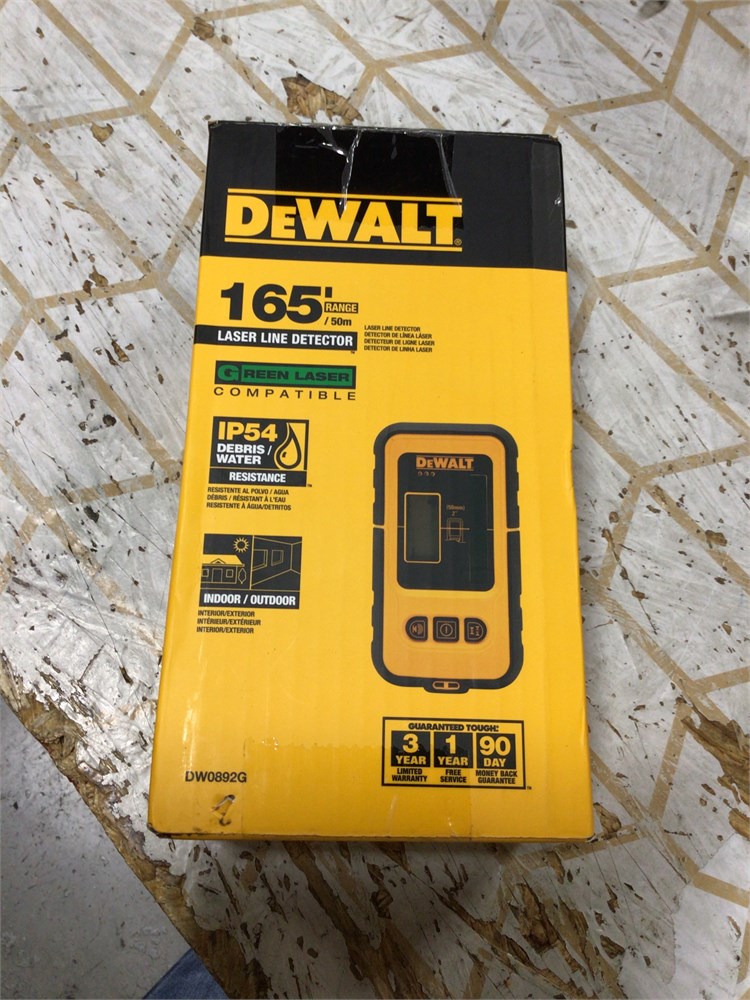 DEWALT
165' RANGE
/ 50m
LASER LINE DETECTOR
LASER LINE DETECTOR
DETECTOR DE LÍNEA LÁSER
DETECTEUR DE LIGNE LASER
DETECTOR DE LINHA LASER
GREEN LASER
COMPATIBLE
IP54
DEBRIS /
WATER
RESISTANCE
RESISTENTE AL POLVO / AGUA
DÉBRIS / RÉSISTANT À L'EAU
RESISTENTE À ÁGUA/DETRITOS
INDOOR / OUTDOOR
INTERIOR/EXTERIOR
INTÉRIEUR/EXTÉRIEUR
INTERIOR/EXTERIOR
DEWALT
(50mm)
2"
GUARANTEED TOUGH.
3 YEAR LIMITED WARRANTY
1 YEAR FREE SERVICE
90 DAY MONEY BACK GUARANTEE
DW0892G